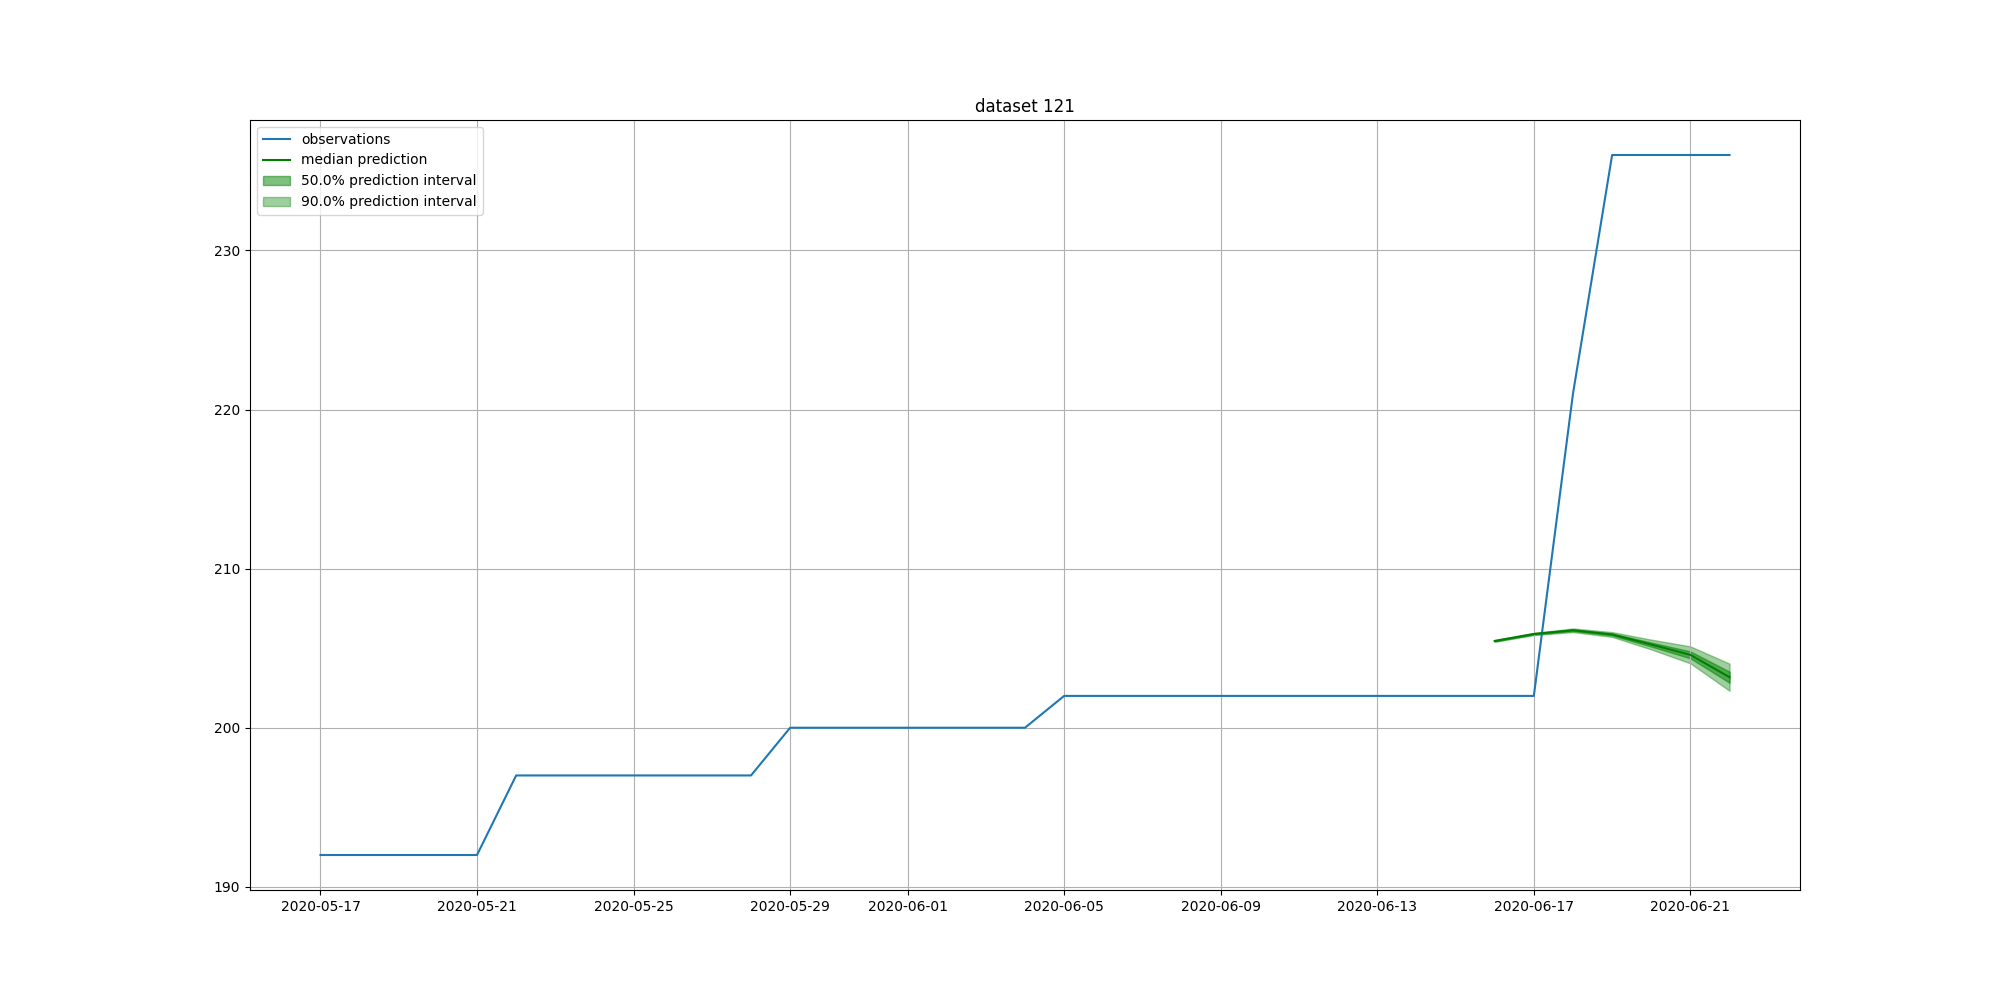 dataset 121
observations
median prediction
50.0% prediction interval
90.0% prediction interval
230
220
210
200
190
2020-05-17 2020-05-21 2020-05-25 2020-05-29 2020-06-01 2020-06-05 2020-06-09 2020-06-13 2020-06-17 2020-06-21